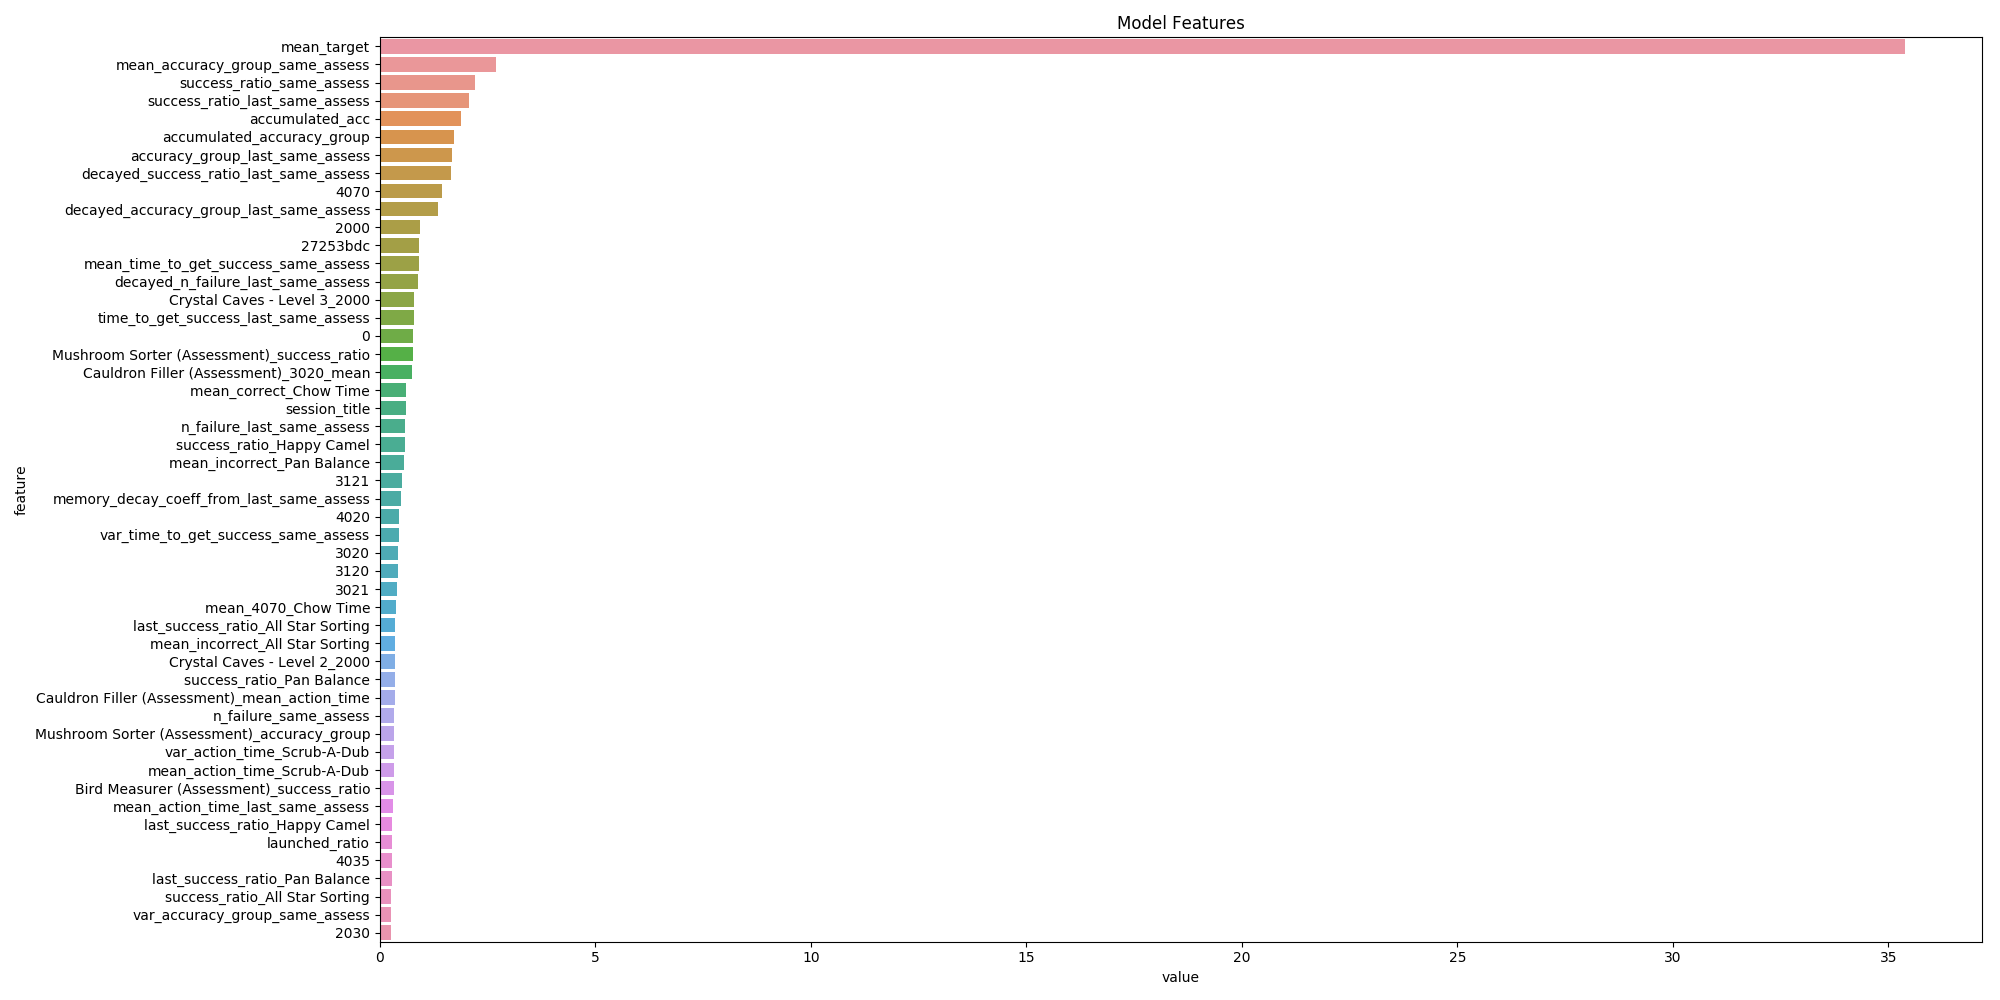 Model Features
mean_target
mean_accuracy_group_same_assess
success_ratio_same_assess
success_ratio_last_same_assess
accumulated_acc
accumulated_accuracy_group
accuracy_group_last_same_assess
decayed_success_ratio_last_same_assess
4070
decayed_accuracy_group_last_same_assess
2000
27253bdc
mean_time_to_get_success_same_assess
decayed_n_failure_last_same_assess
Crystal Caves - Level 3_2000
time_to_get_success_last_same_assess
0
Mushroom Sorter (Assessment)_success_ratio
Cauldron Filler (Assessment)_3020_mean
mean_correct_Chow Time
session_title
n_failure_last_same_assess
success_ratio_Happy Camel
mean_incorrect_Pan Balance
3121
memory_decay_coeff_from_last_same_assess
4020
var_time_to_get_success_same_assess
3020
3120
3021
mean_4070_Chow Time
last_success_ratio_All Star Sorting
mean_incorrect_All Star Sorting
Crystal Caves - Level 2_2000
success_ratio_Pan Balance
Cauldron Filler (Assessment)_mean_action_time
n_failure_same_assess
Mushroom Sorter (Assessment)_accuracy_group
var_action_time_Scrub-A-Dub
mean_action_time_Scrub-A-Dub
Bird Measurer (Assessment)_success_ratio
mean_action_time_last_same_assess
last_success_ratio_Happy Camel
launched_ratio
4035
last_success_ratio_Pan Balance
success_ratio_All Star Sorting
var_accuracy_group_same_assess
2030
feature
0 5 10 15 20 25 30 35
value